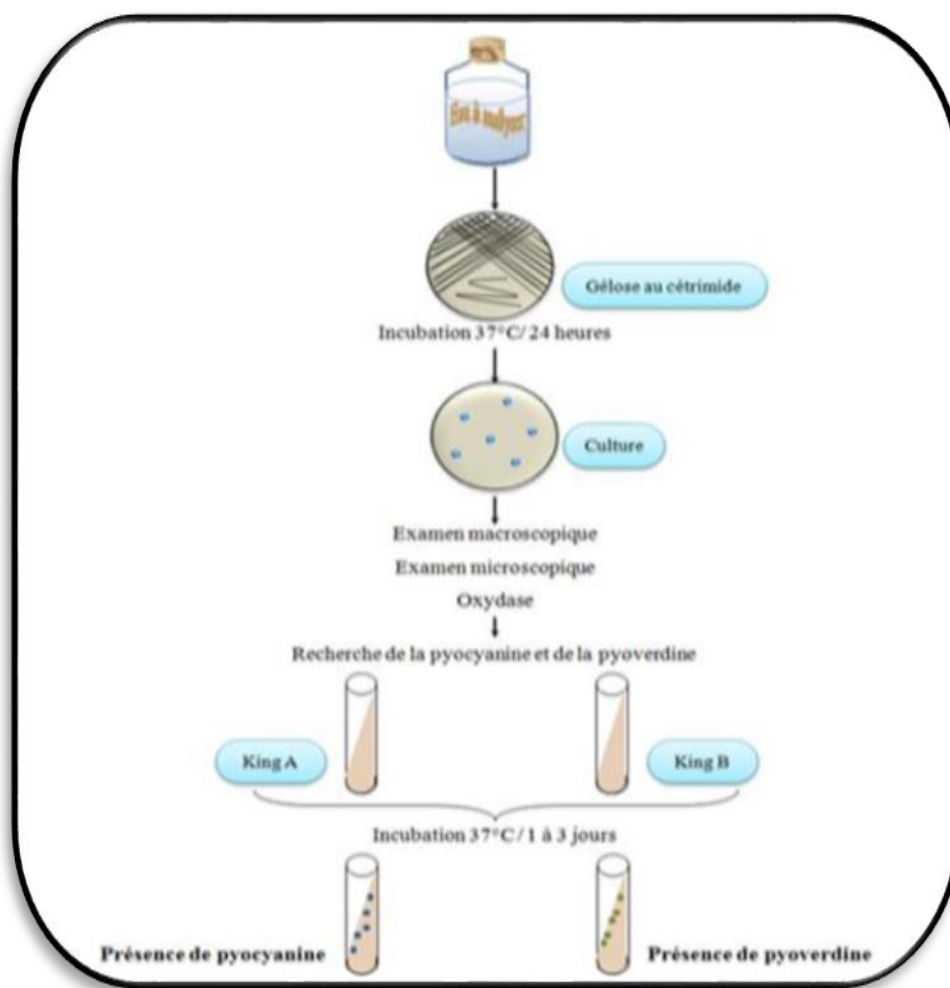 Eau à analyser
Gélose au cétrimide
Incubation 37°C/ 24 heures
Culture
Examen macroscopique
Examen microscopique
Oxydase
Recherche de la pyocyanine et de la pyoverdine
King A
King B
Incubation 37°C / 1 à 3 jours
Présence de pyocyanine
Présence de pyoverdine